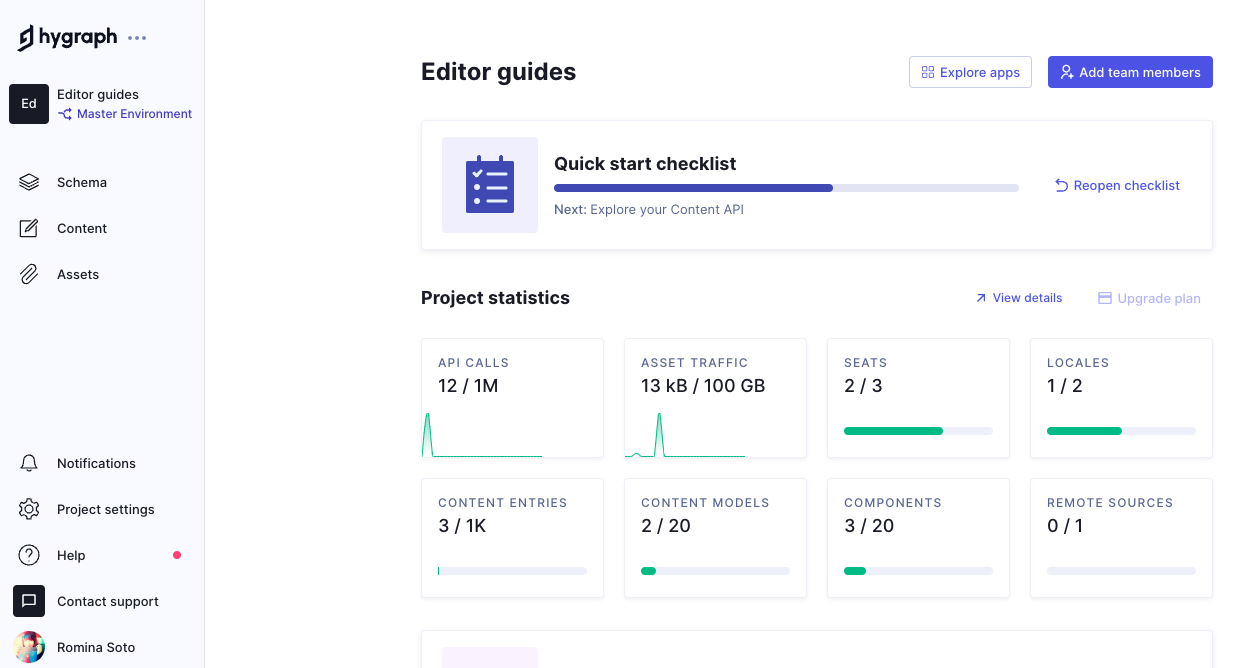 hygraph
Ed
Editor guides
Master Environment
Schema
Content
Assets
Notifications
Project settings
Help
Contact support
Romina Soto
Editor guides
Explore apps
Add team members
Quick start checklist
Next: Explore your Content API
Reopen checklist
Project statistics
View details
Upgrade plan
API CALLS
12 / 1M
ASSET TRAFFIC
13 kB / 100 GB
SEATS
2 / 3
LOCALES
1 / 2
CONTENT ENTRIES
3 / 1K
CONTENT MODELS
2 / 20
COMPONENTS
3 / 20
REMOTE SOURCES
0 / 1